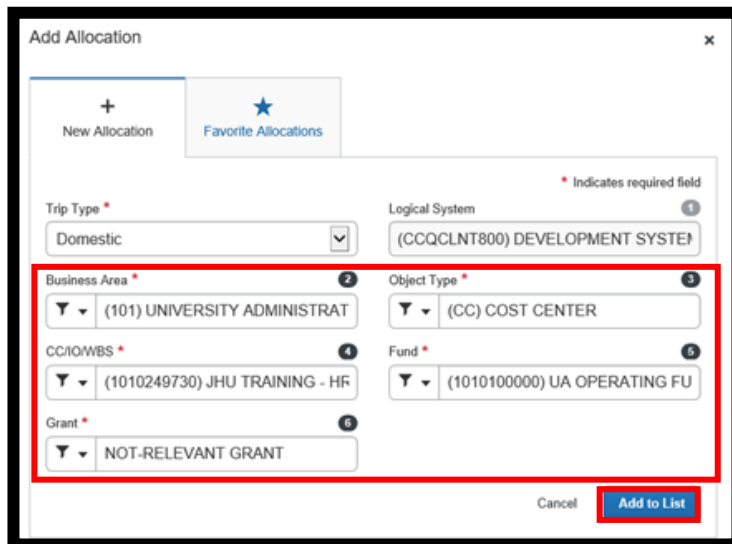 Add Allocation ×
+ New Allocation
★ Favorite Allocations
* Indicates required field
Trip Type * Logical System 1
Domestic (CCQCLNT800) DEVELOPMENT SYSTEM
Business Area * 2 Object Type * 3
(101) UNIVERSITY ADMINISTRAT (CC) COST CENTER
CC/IO/WBS * 4 Fund * 5
(1010249730) JHU TRAINING - HR (1010100000) UA OPERATING FU
Grant * 6
NOT-RELEVANT GRANT
Cancel Add to List